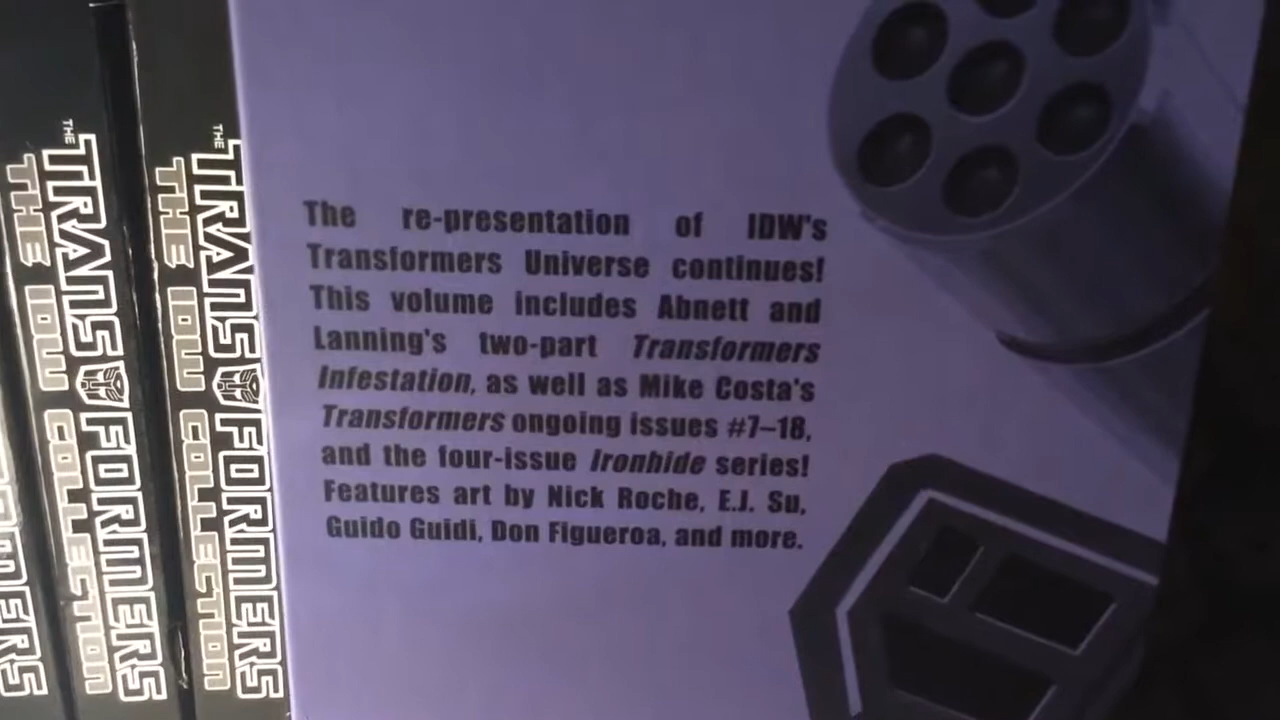 THE
TRANSFORMERS
THE IDW COLLECTION
THE
TRANSFORMERS
THE IDW COLLECTION
The re-presentation of IDW's
Transformers Universe continues!
This volume includes Abnett and
Lanning's two-part Transformers
Infestation, as well as Mike Costa's
Transformers ongoing issues #7–18,
and the four-issue Ironhide series!
Features art by Nick Roche, E.J. Su,
Guido Guidi, Don Figueroa, and more.